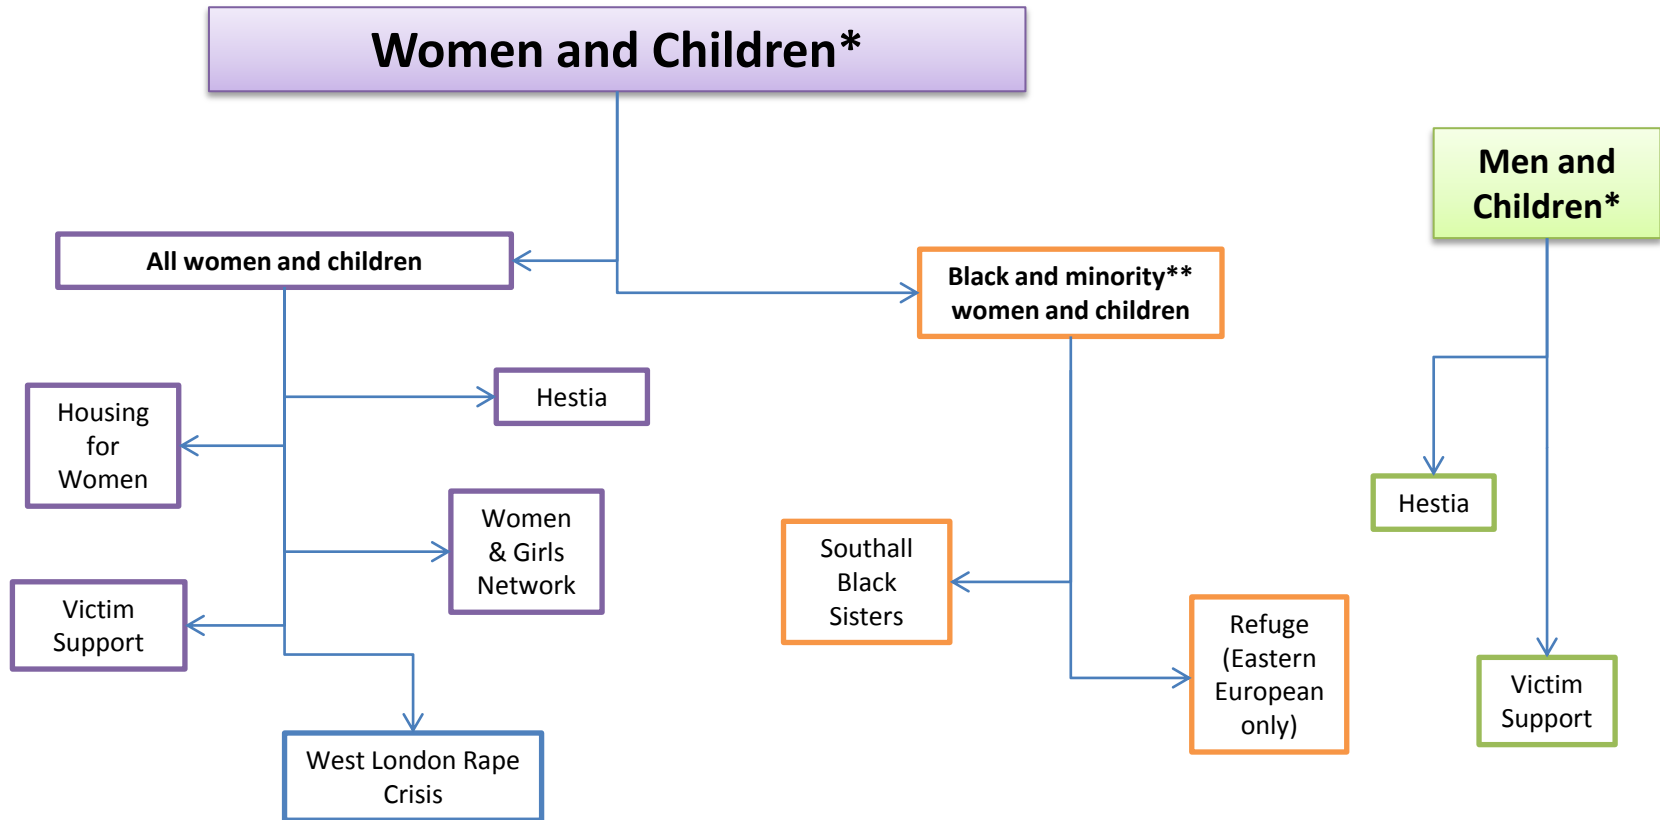 Women and Children*
Men and
Children*
All women and children
Black and minority**
women and children
Housing
for
Women
Hestia
Women
& Girls
Network
Victim
Support
West London Rape
Crisis
Southall
Black
Sisters
Refuge
(Eastern
European
only)
Hestia
Victim
Support